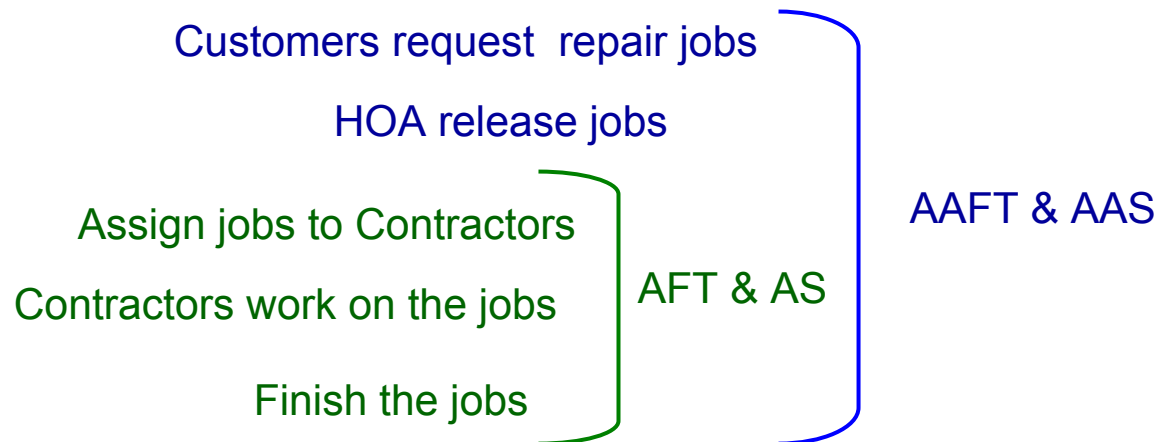 Customers request  repair jobs
HOA release jobs
Assign jobs to Contractors
Contractors work on the jobs
Finish the jobs
AFT & AS
AAFT & AAS